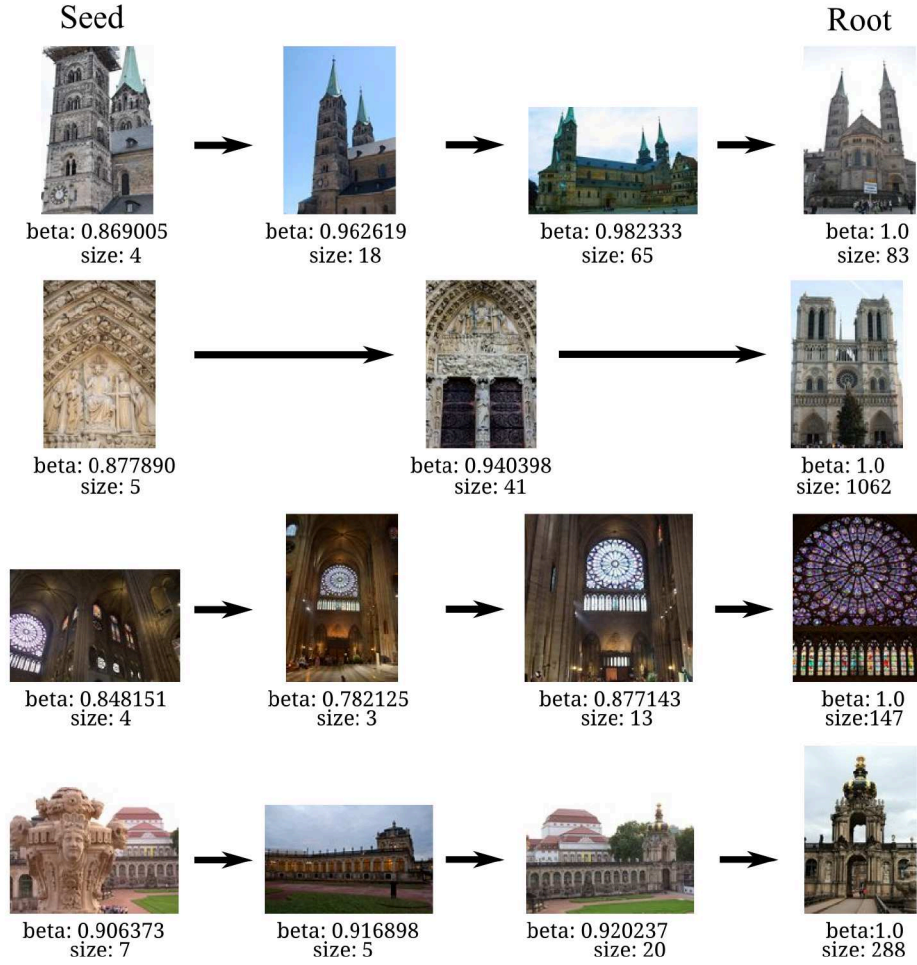 Seed Root
beta: 0.869005 beta: 0.962619 beta: 0.982333 beta: 1.0
size: 4 size: 18 size: 65 size: 83
beta: 0.877890 beta: 0.940398 beta: 1.0
size: 5 size: 41 size: 1062
beta: 0.848151 beta: 0.782125 beta: 0.877143 beta: 1.0
size: 4 size: 3 size: 13 size:147
beta: 0.906373 beta: 0.916898 beta: 0.920237 beta:1.0
size: 7 size: 5 size: 20 size: 288